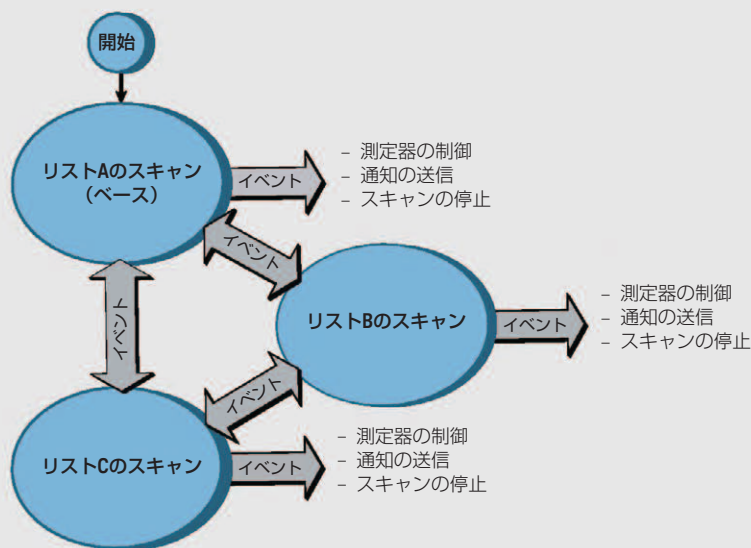 開始
リストAのスキャン
(ベース)
イベント
– 測定器の制御
– 通知の送信
– スキャンの停止
イベント
イベント
リストBのスキャン
イベント
– 測定器の制御
– 通知の送信
– スキャンの停止
イベント
リストCのスキャン
イベント
– 測定器の制御
– 通知の送信
– スキャンの停止